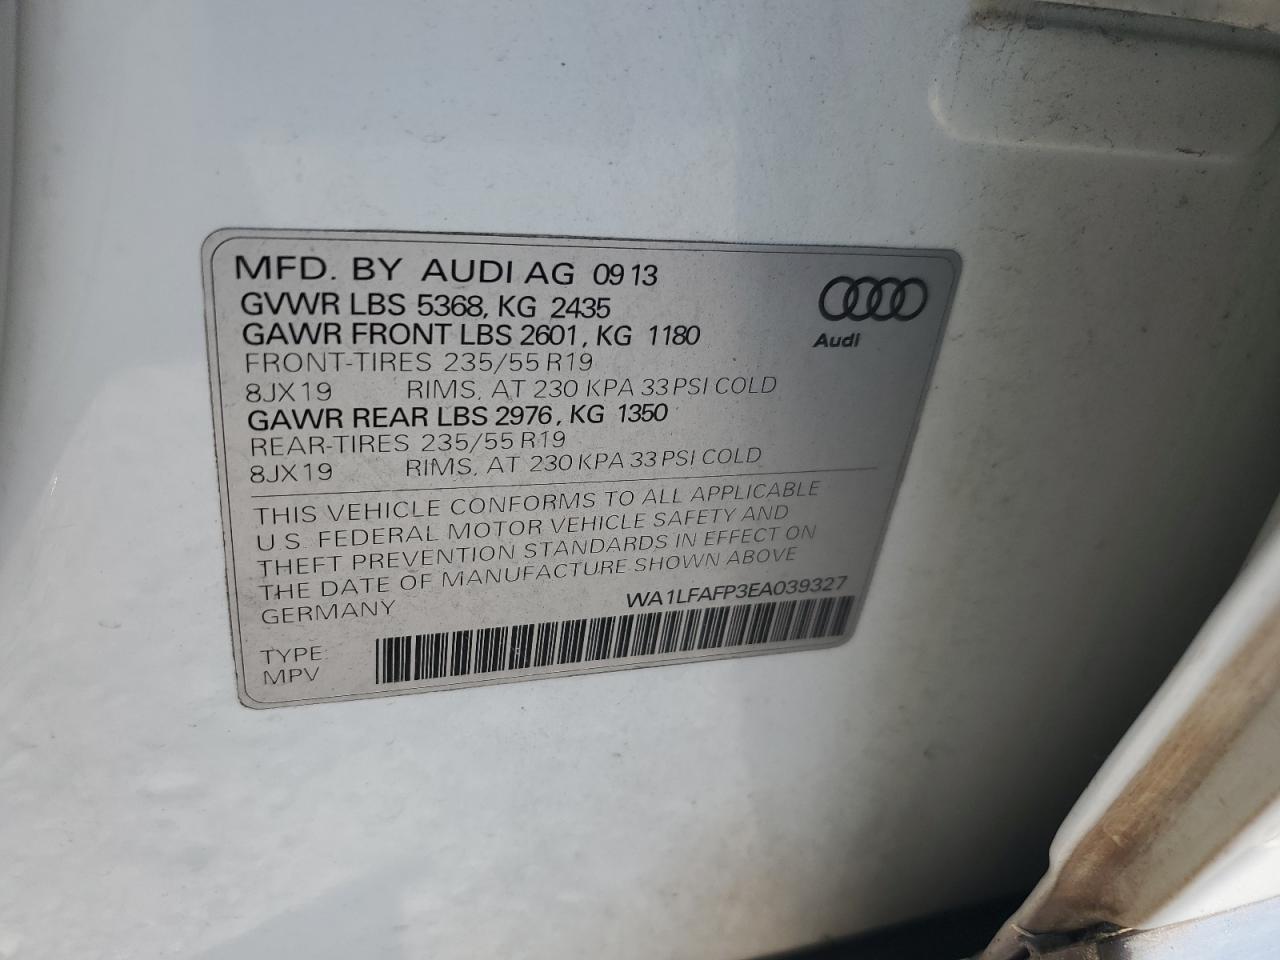 MFD. BY AUDI AG 09 13
GVWR LBS 5368, KG 2435
GAWR FRONT LBS 2601, KG 1180
FRONT-TIRES 235/55 R19
8JX19 RIMS, AT 230 KPA 33 PSI COLD
GAWR REAR LBS 2976, KG 1350
REAR-TIRES 235/55 R19
8JX19 RIMS, AT 230 KPA 33 PSI COLD
Audi
THIS VEHICLE CONFORMS TO ALL APPLICABLE
U.S. FEDERAL MOTOR VEHICLE SAFETY AND
THEFT PREVENTION STANDARDS IN EFFECT ON
THE DATE OF MANUFACTURE SHOWN ABOVE
GERMANY WA1LFAFP3EA039327
TYPE:
MPV